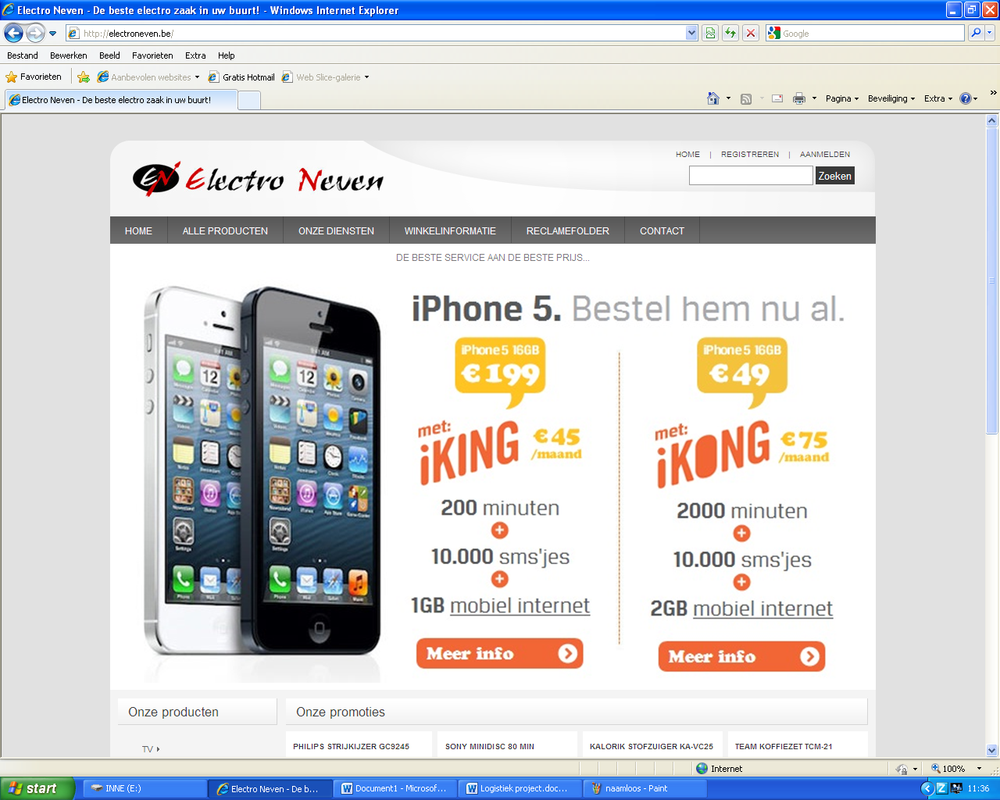 Electro Neven - De beste electro zaak in uw buurt! - Windows Internet Explorer
http://electroneven.be/
Google
Bestand Bewerken Beeld Favorieten Extra Help
Favorieten Aanbevolen websites Gratis Hotmail Web Slice-galerie
Electro Neven - De beste electro zaak in uw buurt!
Pagina Beveiliging Extra
HOME | REGISTREREN | AANMELDEN
EN Electro Neven
Zoeken
HOME ALLE PRODUCTEN ONZE DIENSTEN WINKELINFORMATIE RECLAMEFOLDER CONTACT
DE BESTE SERVICE AAN DE BESTE PRIJS...
iPhone 5. Bestel hem nu al.
iPhone 5 16GB
€ 199
met:
iKING
€ 45
/maand
200 minuten
+
10.000 sms'jes
+
1GB mobiel internet
Meer info
iPhone 5 16GB
€ 49
met:
iKONG
€ 75
/maand
2000 minuten
+
10.000 sms'jes
+
2GB mobiel internet
Meer info
Onze producten
TV
Onze promoties
PHILIPS STRIJKIJZER GC9245
SONY MINIDISC 80 MIN
KALORIK STOFZUIGER KA-VC25
TEAM KOFFIEZET TCM-21
Internet
100%
start
INNE (E:)
Electro Neven - De b...
Document1 - Microsof...
Logistiek project.doc...
naamloos - Paint
11:36